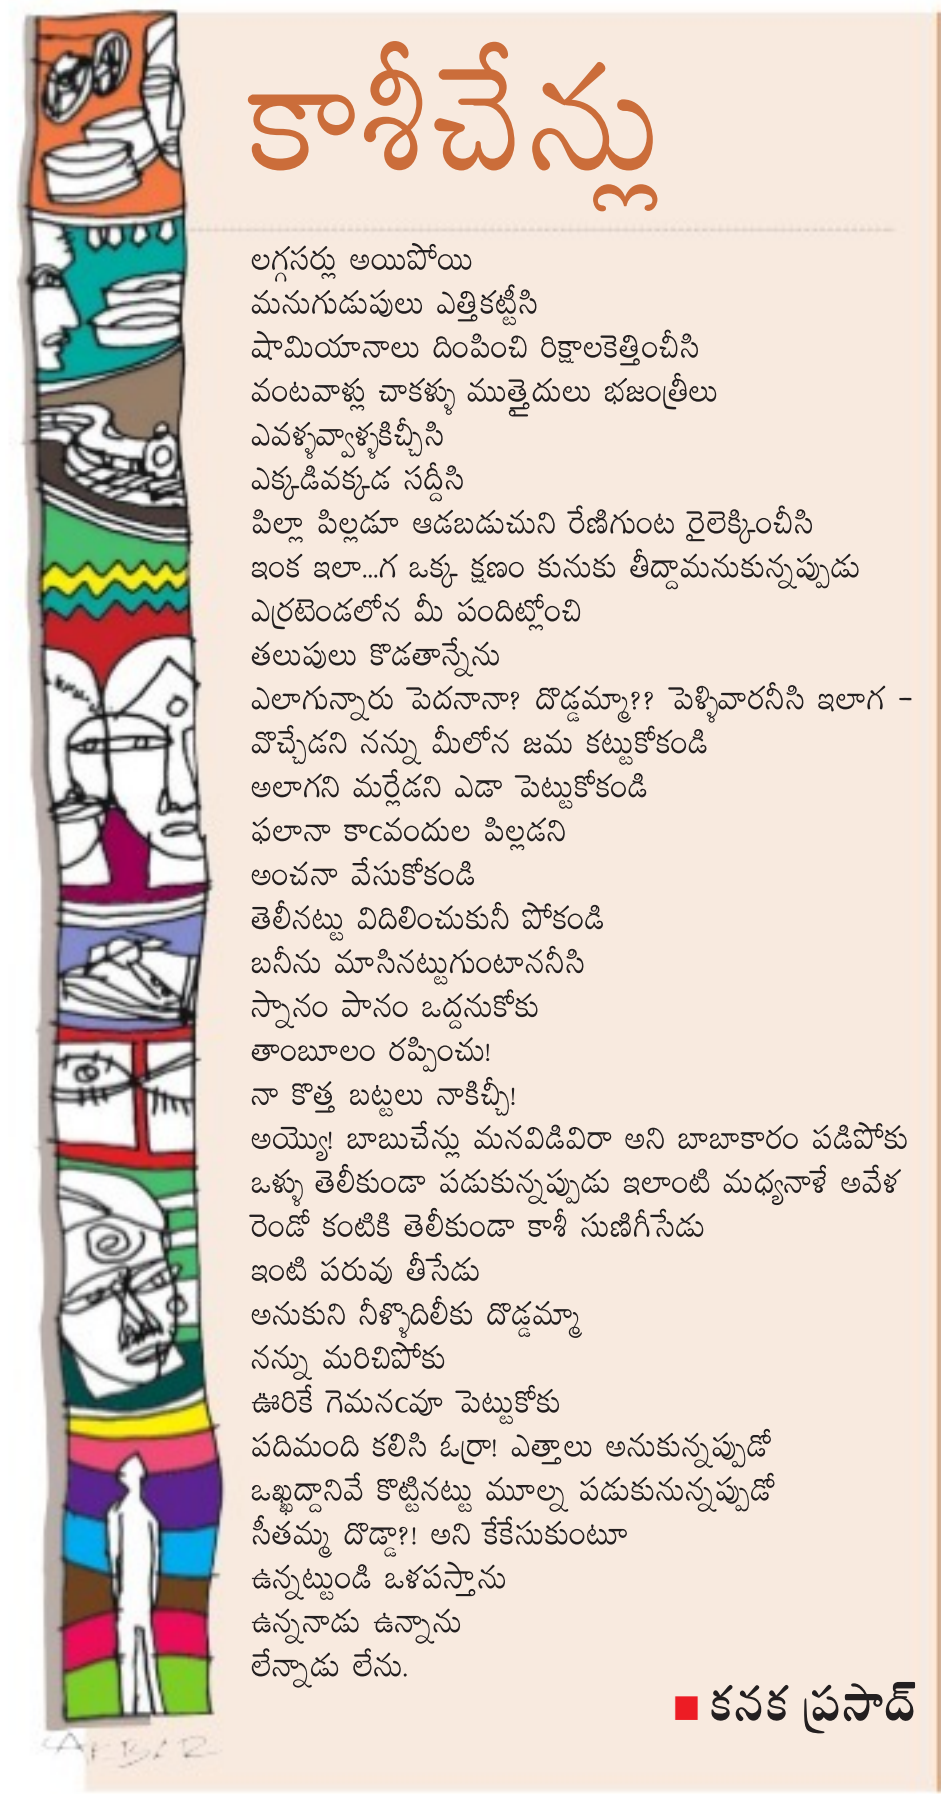 కాశీచేన్లు
లగ్గసర్లు అయిపోయి
మనుగుడుపులు ఎత్తికట్టీసి
షామియానాలు దింపించి రిక్షాలకెత్తించీసి
వంటవాళ్లు చాకళ్ళు ముత్తైదులు భజంత్రీలు
ఎవళ్ళవ్వాళ్ళకిచ్చీసి
ఎక్కడివక్కడ సద్దీసి
పిల్లా పిల్లడూ ఆడబడుచుని రేణిగుంట రైలెక్కించీసి
ఇంక ఇలా...గ ఒక్క క్షణం కునుకు తీద్దామనుకున్నప్పుడు
ఎర్రటెండలోన మీ పందిట్లోంచి
తలుపులు కొడతాన్నేను
ఎలాగున్నారు పెదనానా? దొడ్డమ్మా?? పెళ్ళివారనీసి ఇలాగ –
వొచ్చేడని నన్ను మీలోన జమ కట్టుకోకండి
అలాగని మర్లేడని ఎడా పెట్టుకోకండి
ఫలానా కాఁవందుల పిల్లడని
అంచనా వేసుకోకండి
తెలీనట్టు విదిలించుకునీ పోకండి
బనీను మాసినట్టుగుంటాననీసి
స్నానం పానం ఒద్దనుకోకు
తాంబూలం రప్పించు!
నా కొత్త బట్టలు నాకిచ్చీ!
అయ్యొ! బాబుచేన్లు మనవిడివిరా అని బాబాకారం పడిపోకు
ఒళ్ళు తెలీకుండా పడుకున్నప్పుడు ఇలాంటి మధ్యనాళే అవేళ
రెండో కంటికి తెలీకుండా కాశీ సుణిగీసేడు
ఇంటి పరువు తీసేడు
అనుకుని నీళ్ళొదిలీకు దొడ్డమ్మా
నన్ను మరిచిపోకు
ఊరికే గెమనఁవూ పెట్టుకోకు
పదిమంది కలిసి ఓర్రా! ఎత్తాలు అనుకున్నప్పుడో
ఒఖ్ఖద్దానివే కొట్టినట్టు మూల్న పడుకునున్నప్పుడో
సీతమ్మ దొడ్డా?! అని కేకేసుకుంటూ
ఉన్నట్టుండి ఒళపస్తాను
ఉన్ననాడు ఉన్నాను
లేన్నాడు లేను.
కనక ప్రసాద్
AKBAR